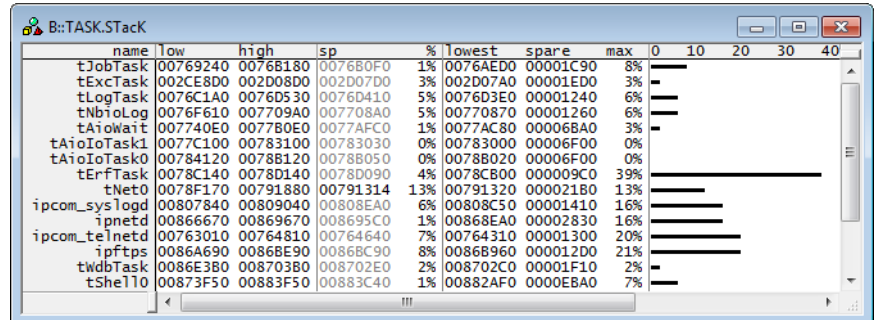 B::TASK.STacK
name low high sp % lowest spare max 0 10 20 30 40
tJobTask 00769240 0076B180 0076B0F0 1% 0076AED0 00001C90 8%
tExcTask 002CE8D0 002D08D0 002D07D0 3% 002D07A0 00001ED0 3%
tLogTask 0076C1A0 0076D530 0076D410 5% 0076D3E0 00001240 6%
tNbioLog 0076F610 007709A0 007708A0 5% 00770870 00001260 6%
tAioWait 007740E0 0077B0E0 0077AFC0 1% 0077AC80 00006BA0 3%
tAioIoTask1 0077C100 00783100 00783030 0% 00783000 00006F00 0%
tAioIoTask0 00784120 0078B120 0078B050 0% 0078B020 00006F00 0%
tErfTask 0078C140 0078D140 0078D090 4% 0078CB00 000009C0 39%
tNet0 0078F170 00791880 00791314 13% 00791320 000021B0 13%
ipcom_syslogd 00807840 00809040 00808EA0 6% 00808C50 00001410 16%
ipnetd 00866670 00869670 008695C0 1% 00868EA0 00002830 16%
ipcom_telnetd 00763010 00764810 00764640 7% 00764310 00001300 20%
ipftps 0086A690 0086BE90 0086BC90 8% 0086B960 000012D0 21%
tWdbTask 0086E3B0 008703B0 008702E0 2% 008702C0 00001F10 2%
tShell0 00873F50 00883F50 00883C40 1% 00882AF0 0000EBA0 7%